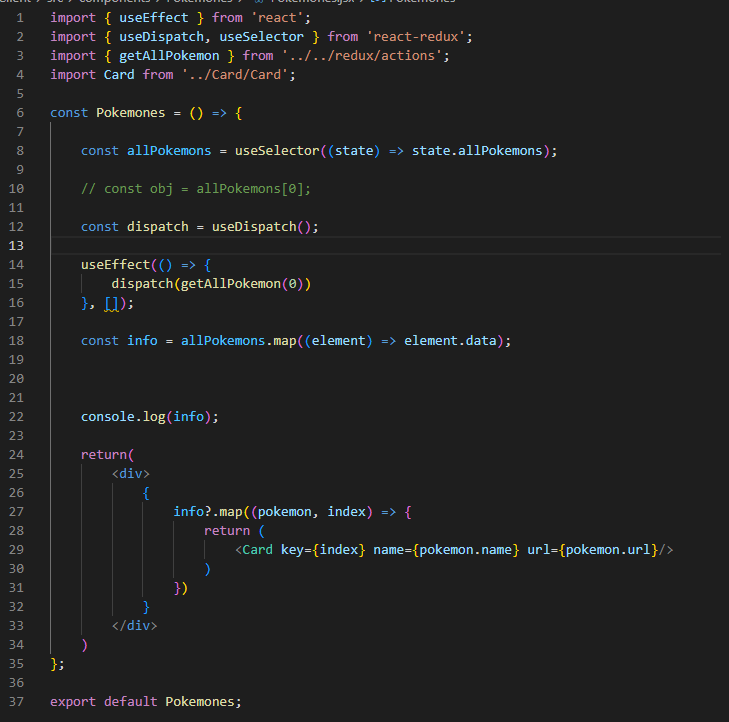 client > src > components > Pokemones > Pokemones.jsx > Pokemones
1 import { useEffect } from 'react';
2 import { useDispatch, useSelector } from 'react-redux';
3 import { getAllPokemon } from '../../redux/actions';
4 import Card from '../Card/Card';
5
6 const Pokemones = () => {
7
8 const allPokemons = useSelector((state) => state.allPokemons);
9
10 // const obj = allPokemons[0];
11
12 const dispatch = useDispatch();
13
14 useEffect(() => {
15 dispatch(getAllPokemon(0))
16 }, []);
17
18 const info = allPokemons.map((element) => element.data);
19
20
21
22 console.log(info);
23
24 return(
25 <div>
26 {
27 info?.map((pokemon, index) => {
28 return (
29 <Card key={index} name={pokemon.name} url={pokemon.url}/>
30 )
31 })
32 }
33 </div>
34 )
35 };
36
37 export default Pokemones;